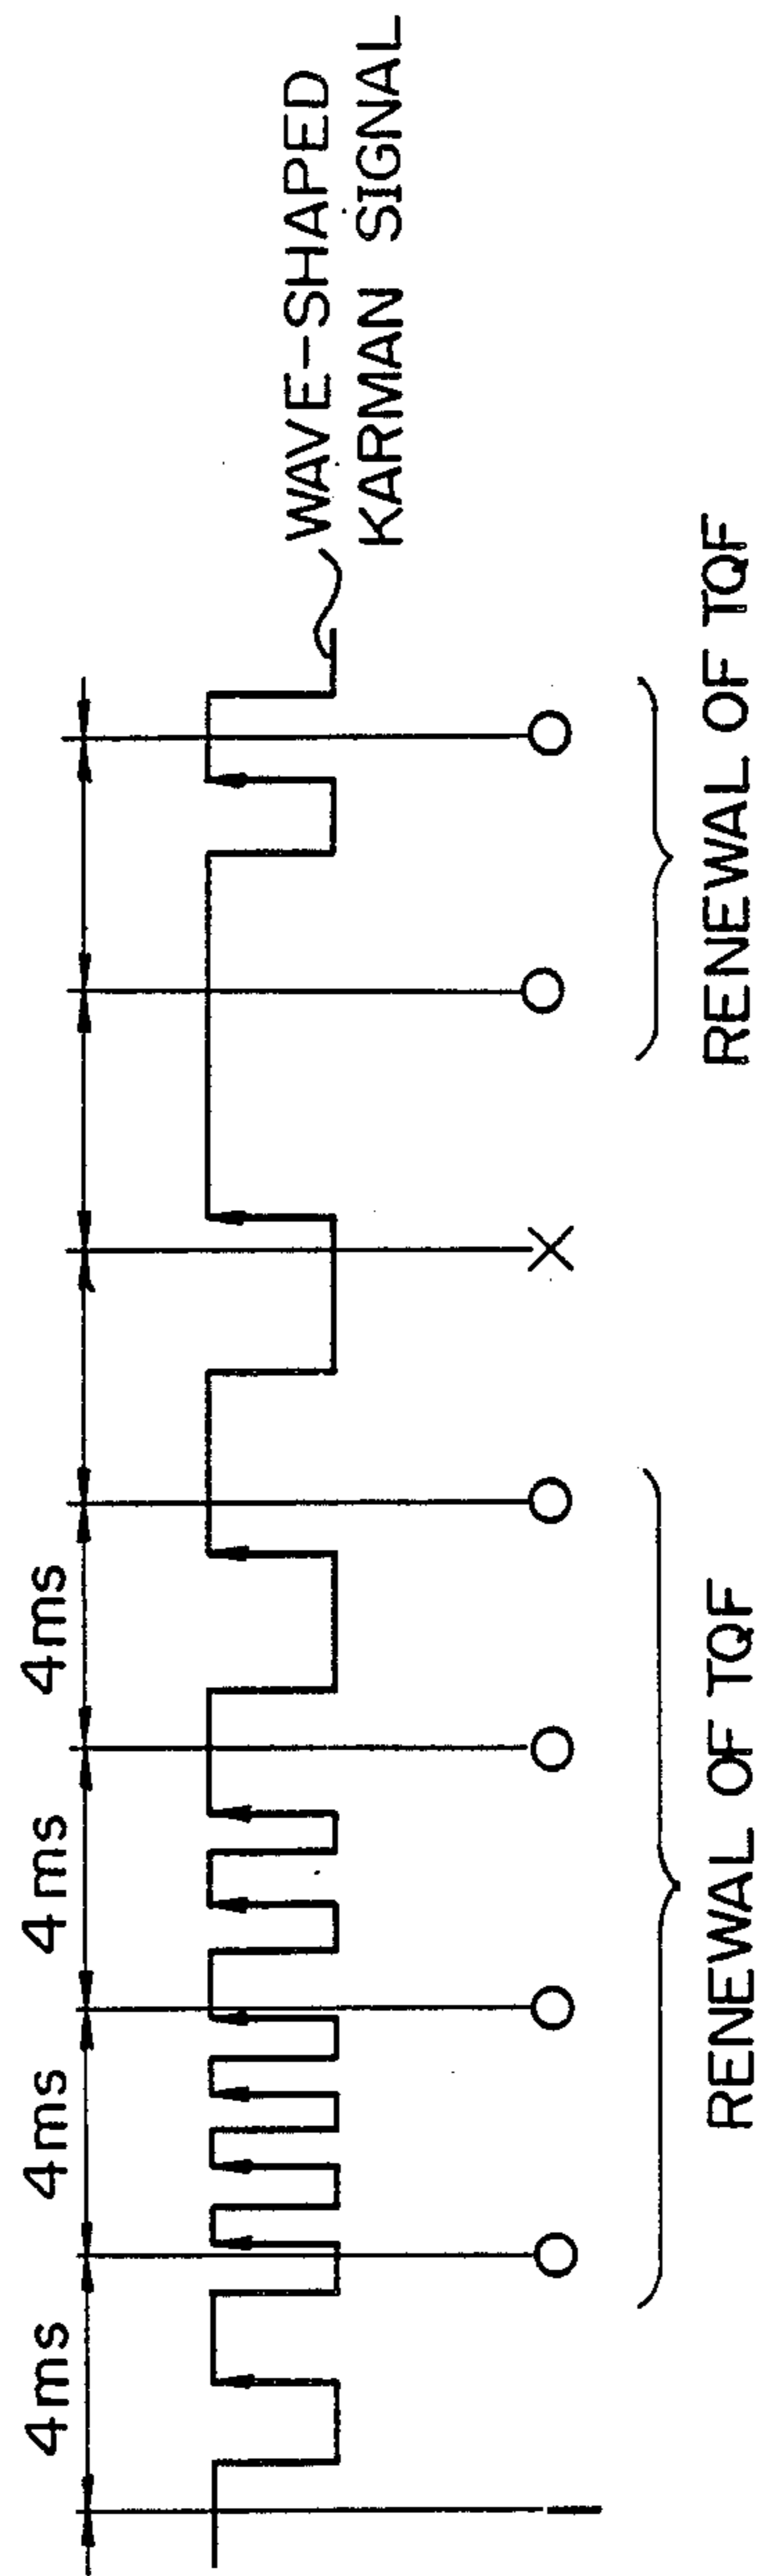 4ms
4ms
4ms
4ms
WAVE-SHAPED
KARMAN SIGNAL
RENEWAL OF TQF
RENEWAL OF TQF